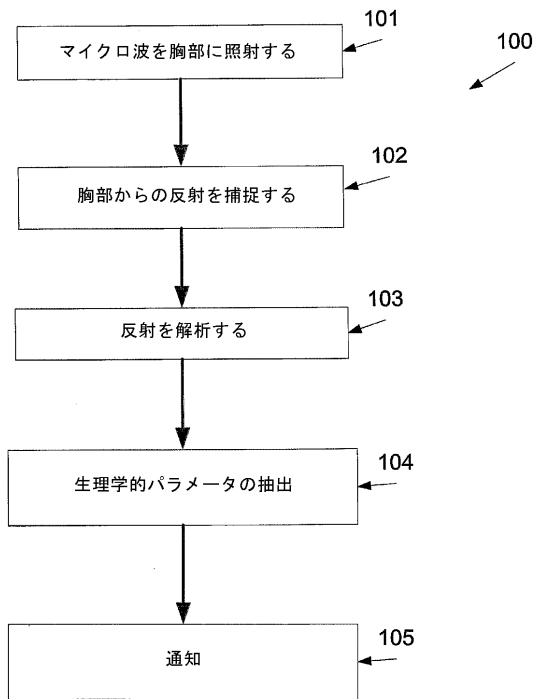 101
マイクロ波を胸部に照射する
100
102
胸部からの反射を捕捉する
103
反射を解析する
104
生理学的パラメータの抽出
105
通知